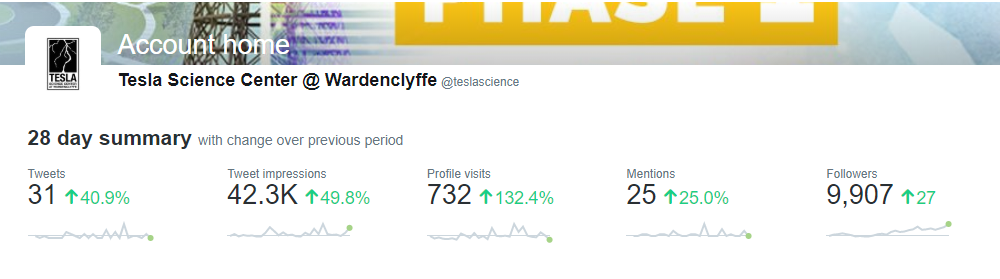 PHASE 2
Account home
TESLA
Tesla Science Center @ Wardenclyffe @teslascience
28 day summary with change over previous period
Tweets
31 40.9%
Tweet impressions
42.3K 49.8%
Profile visits
732 132.4%
Mentions
25 25.0%
Followers
9,907 27